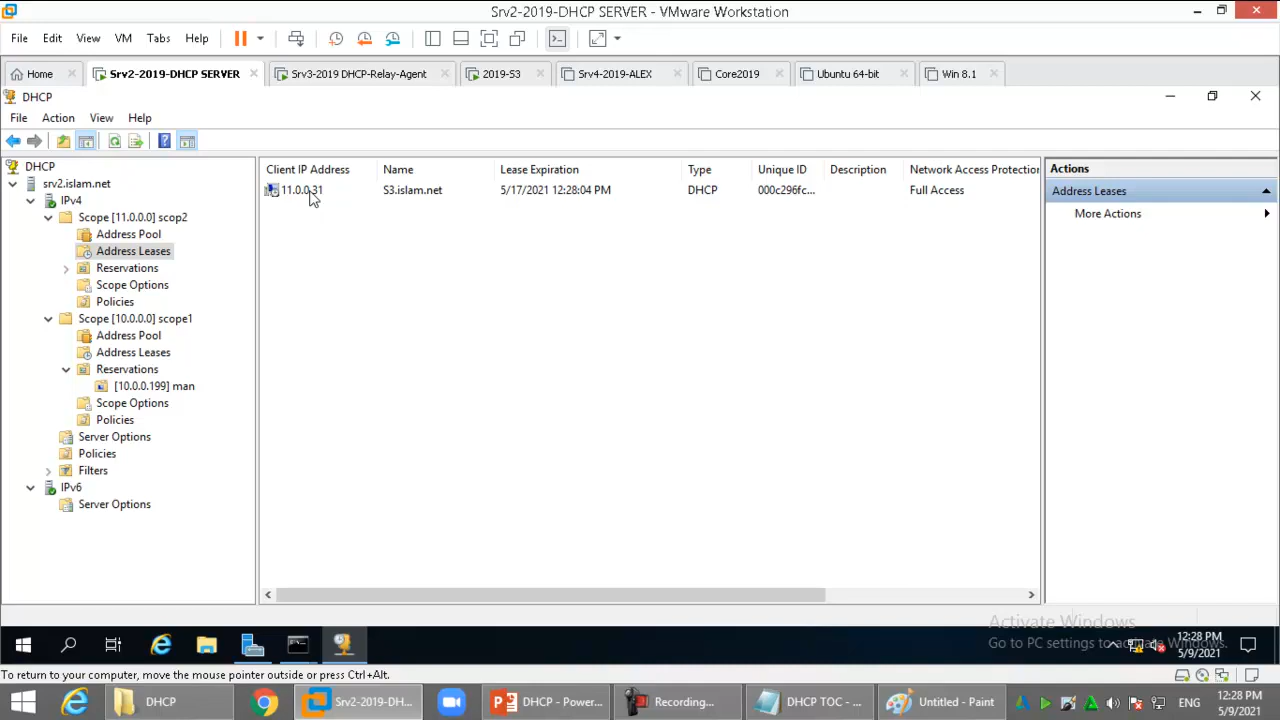 Srv2-2019-DHCP SERVER - VMware Workstation
File Edit View VM Tabs Help
Home Srv2-2019-DHCP SERVER Srv3-2019 DHCP-Relay-Agent 2019-S3 Srv4-2019-ALEX Core2019 Ubuntu 64-bit Win 8.1
DHCP
File Action View Help
DHCP
srv2.islam.net
IPv4
Scope [11.0.0.0] scop2
Address Pool
Address Leases
Reservations
Scope Options
Policies
Scope [10.0.0.0] scope1
Address Pool
Address Leases
Reservations
[10.0.0.199] man
Scope Options
Policies
Server Options
Policies
Filters
IPv6
Server Options
Client IP Address Name Lease Expiration Type Unique ID Description Network Access Protection
11.0.0.31 S3.islam.net 5/17/2021 12:28:04 PM DHCP 000c296fc... Full Access
Actions
Address Leases
More Actions
Activate Windows
Go to PC settings to activate Windows.
12:28 PM
5/9/2021
To return to your computer, move the mouse pointer outside or press Ctrl+Alt.
DHCP Srv2-2019-DH... DHCP - Power... Recording... DHCP TOC - ... Untitled - Paint ENG 12:28 PM
5/9/2021